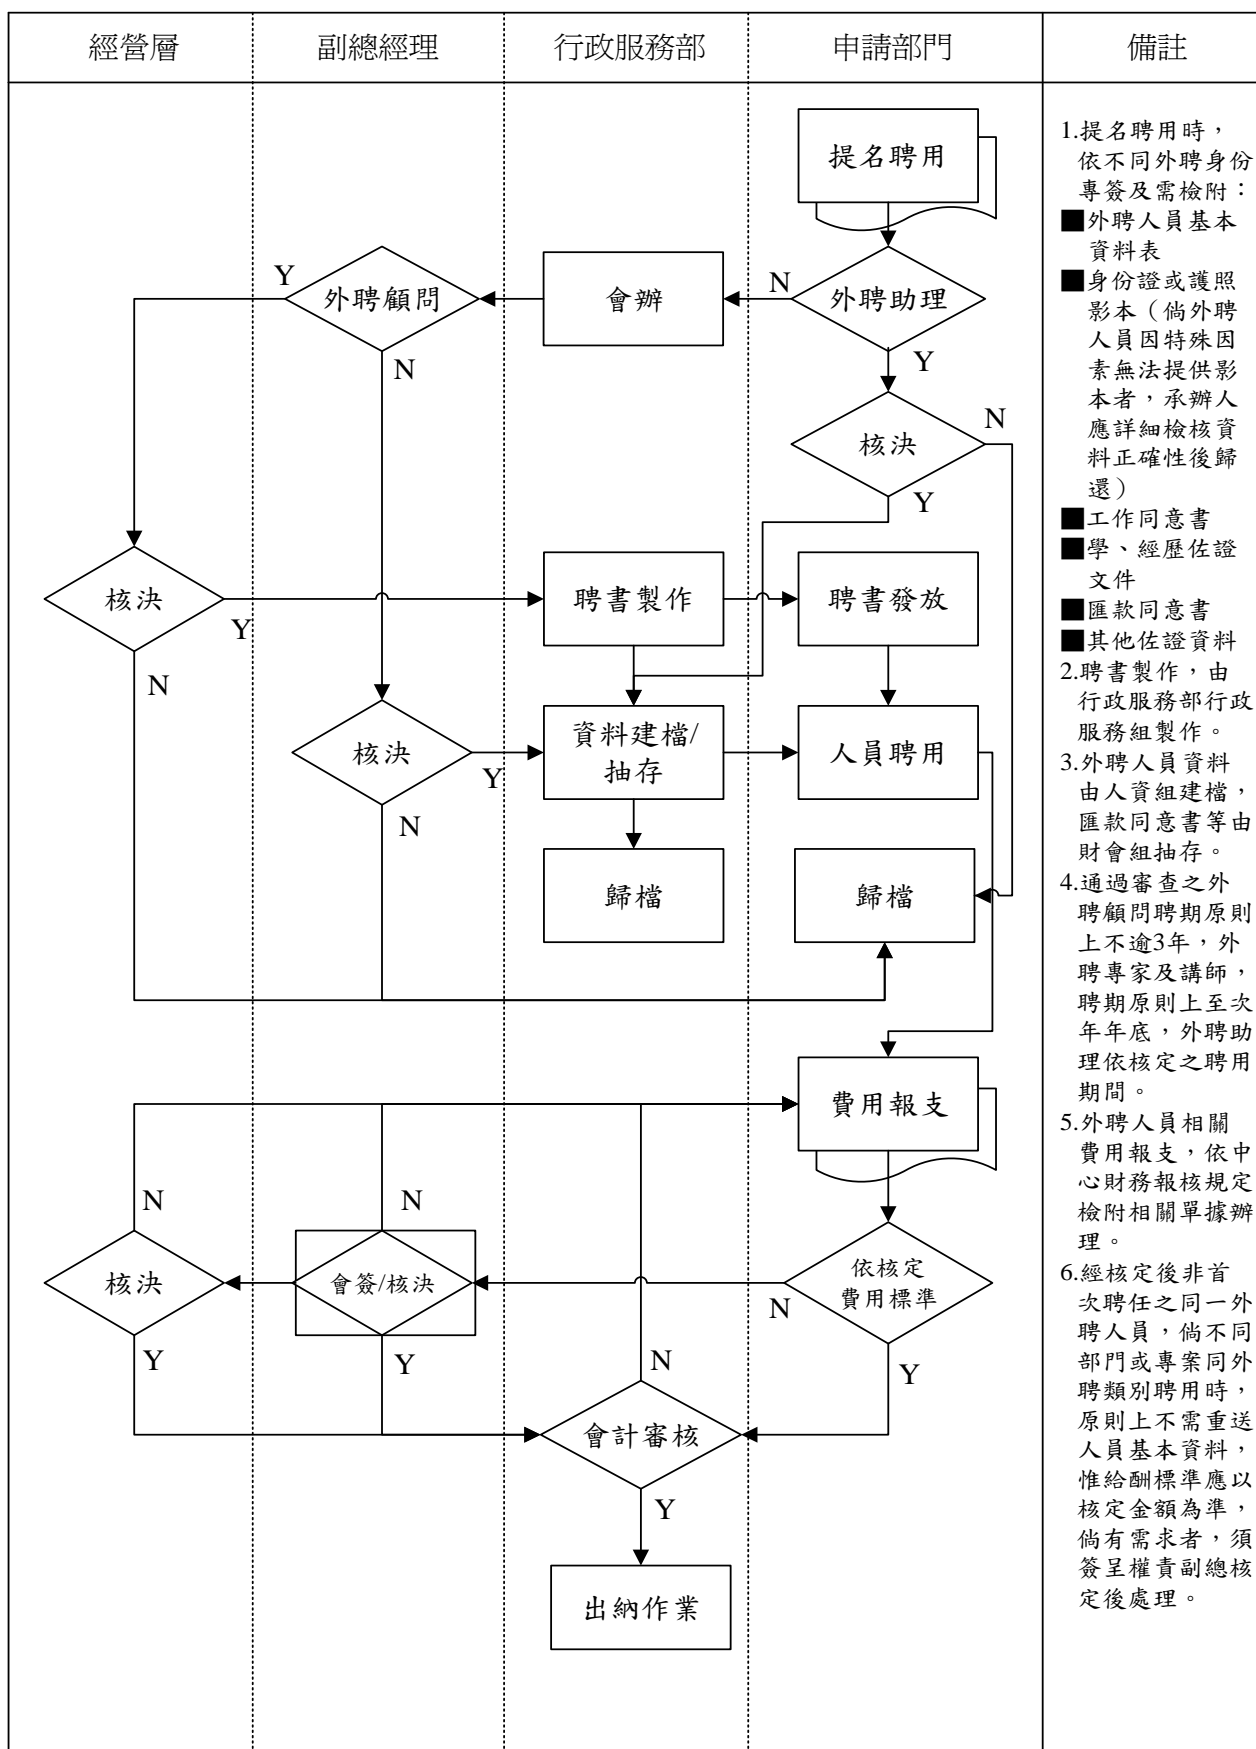 經營層
副總經理
行政服務部
申請部門
備註
提名聘用
Y
外聘顧問
會辦
N
外聘助理
N
Y
核決
N
Y
核決
Y
聘書製作
聘書發放
N
核決
Y
資料建檔/
抽存
人員聘用
N
歸檔
歸檔
費用報支
N
N
核決
會簽/核決
依核定
費用標準
N
Y
Y
N
Y
會計審核
Y
出納作業
1.提名聘用時，
依不同外聘身份
專簽及需檢附：
■外聘人員基本
資料表
■身份證或護照
影本（倘外聘
人員因特殊因
素無法提供影
本者，承辦人
應詳細檢核資
料正確性後歸
還）
■工作同意書
■學、經歷佐證
文件
■匯款同意書
■其他佐證資料
2.聘書製作，由
行政服務部行政
服務組製作。
3.外聘人員資料
由人資組建檔，
匯款同意書等由
財會組抽存。
4.通過審查之外
聘顧問聘期原則
上不逾3年，外
聘專家及講師，
聘期原則上至次
年年底，外聘助
理依核定之聘用
期間。
5.外聘人員相關
費用報支，依中
心財務報核規定
檢附相關單據辦
理。
6.經核定後非首
次聘任之同一外
聘人員，倘不同
部門或專案同外
聘類別聘用時，
原則上不需重送
人員基本資料，
惟給酬標準應以
核定金額為準，
倘有需求者，須
簽呈權責副總核
定後處理。